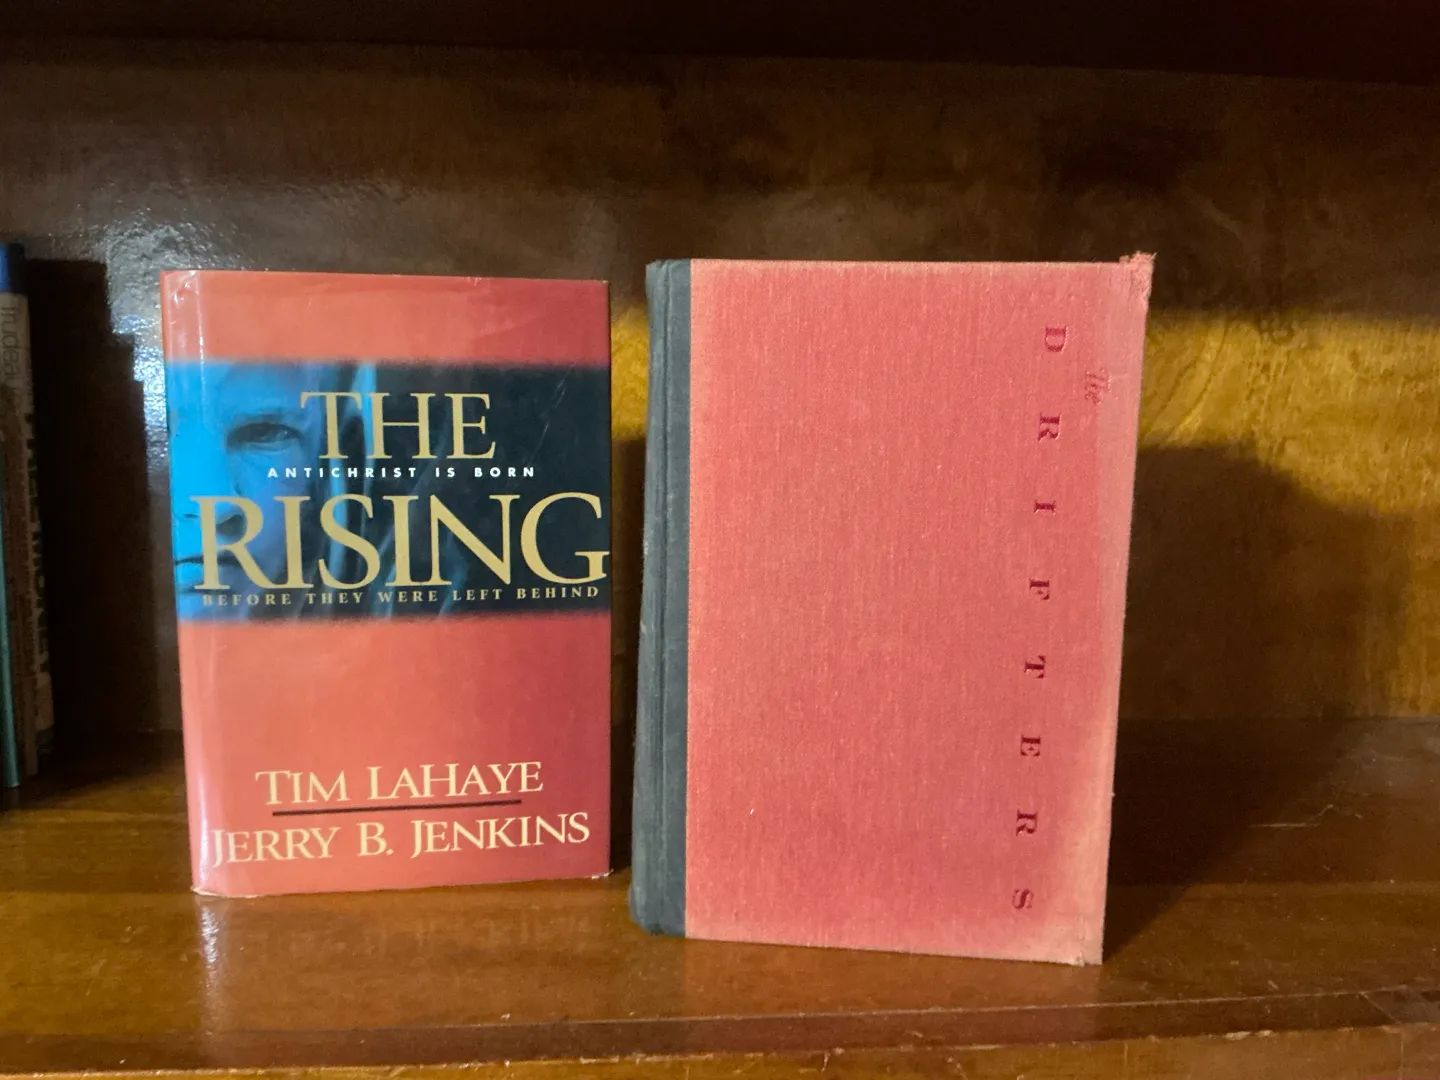 THE
ANTICHRIST IS BORN
RISING
BEFORE THEY WERE LEFT BEHIND
TIM LAHAYE
JERRY B. JENKINS
The
DRIFTERS